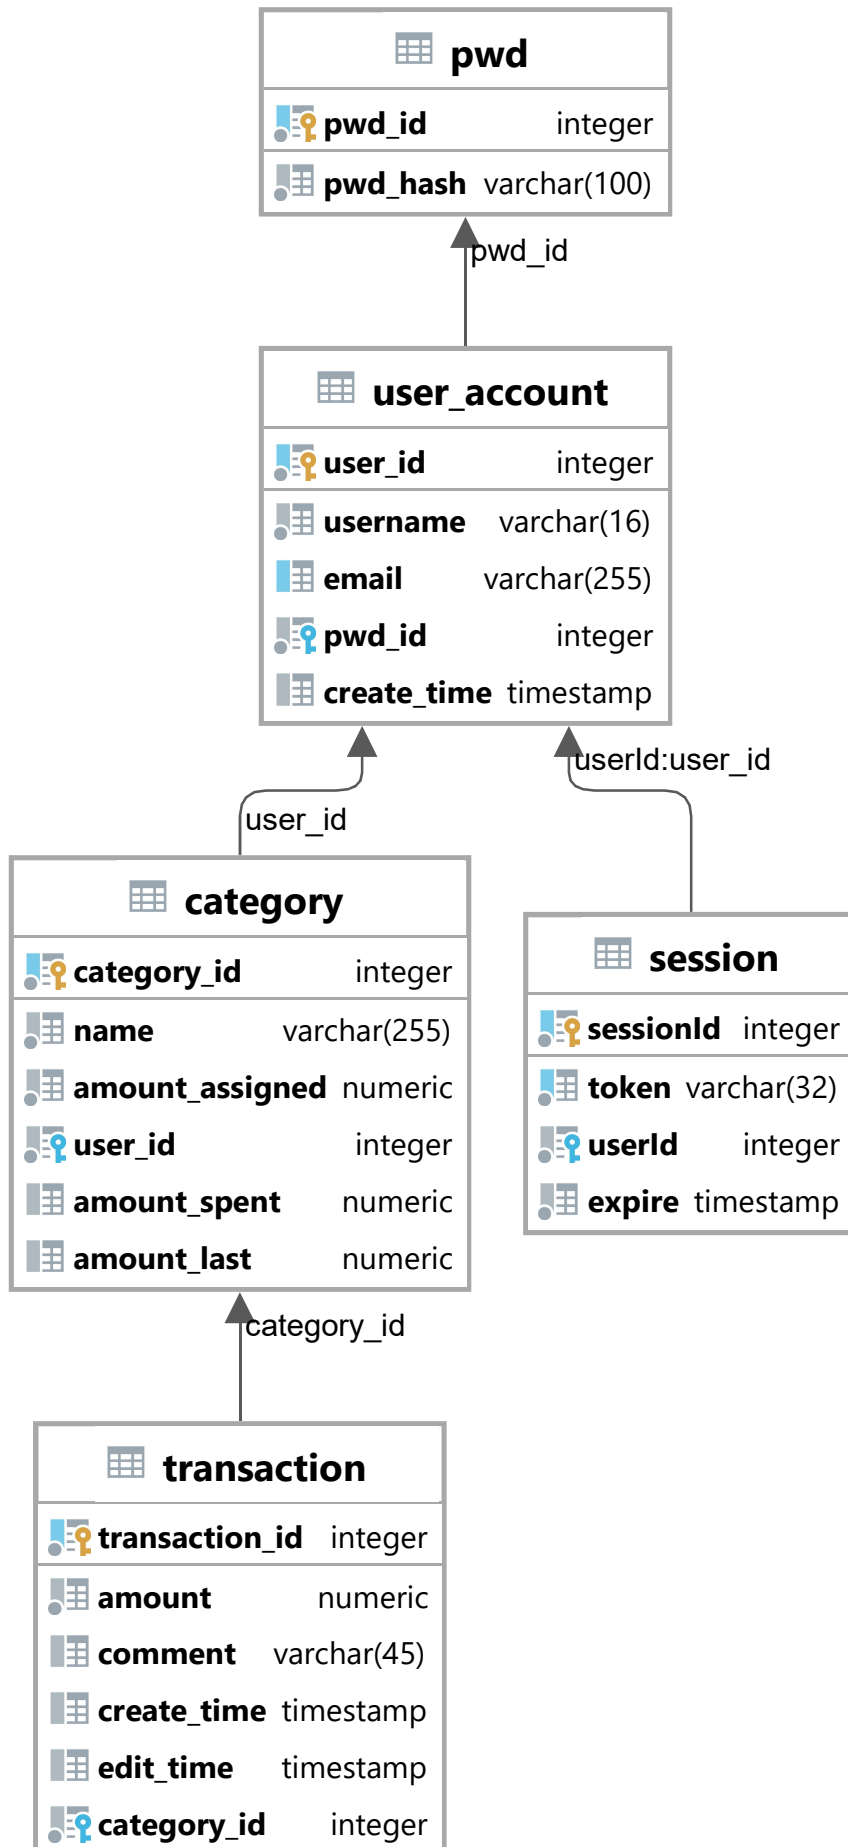 pwd
pwd_id integer
pwd_hash varchar(100)
pwd_id
user_account
user_id integer
username varchar(16)
email varchar(255)
pwd_id integer
create_time timestamp
userId:user_id
user_id
category
category_id integer
name varchar(255)
amount_assigned numeric
user_id integer
amount_spent numeric
amount_last numeric
session
sessionId integer
token varchar(32)
userId integer
expire timestamp
category_id
transaction
transaction_id integer
amount numeric
comment varchar(45)
create_time timestamp
edit_time timestamp
category_id integer